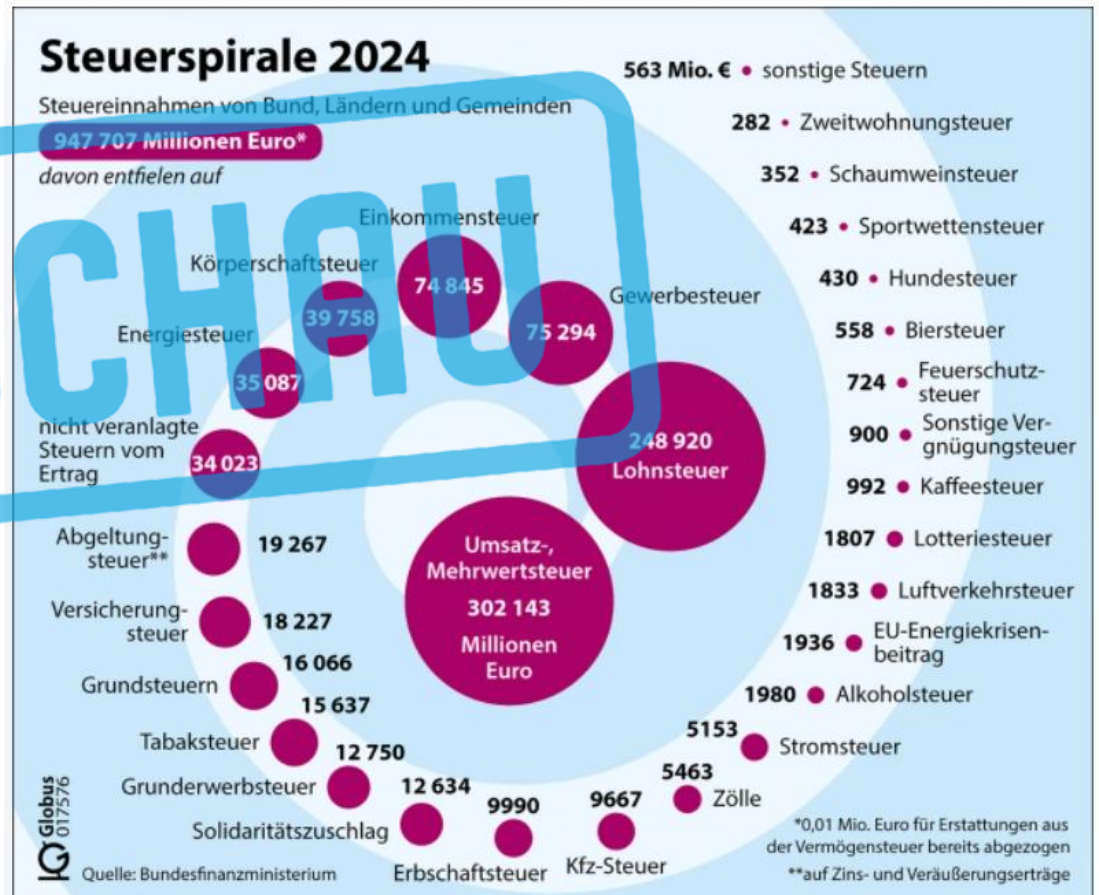 Steuerspirale 2024
Steuereinnahmen von Bund, Ländern und Gemeinden
947 707 Millionen Euro*
davon entfielen auf
Umsatz-,
Mehrwertsteuer
302 143
Millionen
Euro
248 920
Lohnsteuer
Gewerbesteuer
75 294
Einkommensteuer
74 845
Körperschaftsteuer
39 758
Energiesteuer
35 087
nicht veranlagte
Steuern vom
Ertrag
34 023
Abgeltung-
steuer**
19 267
Versicherung-
steuer
18 227
Grundsteuern
16 066
Tabaksteuer
15 637
Grunderwerbsteuer
12 750
Solidaritätszuschlag
12 634
Erbschaftsteuer
9990
Kfz-Steuer
9667
5463
Zölle
5153
Stromsteuer
1980 Alkoholsteuer
1936 EU-Energiekrisen-
beitrag
1833 Luftverkehrsteuer
1807 Lotteriesteuer
992 Kaffeesteuer
900 Sonstige Ver-
gnügungsteuer
724 Feuerschutz-
steuer
558 Biersteuer
430 Hundesteuer
423 Sportwettensteuer
352 Schaumweinsteuer
282 Zweitwohnungsteuer
563 Mio. € sonstige Steuern
CHAU
Globus
017576
Quelle: Bundesfinanzministerium
*0,01 Mio. Euro für Erstattungen aus
der Vermögensteuer bereits abgezogen
**auf Zins- und Veräußerungserträge